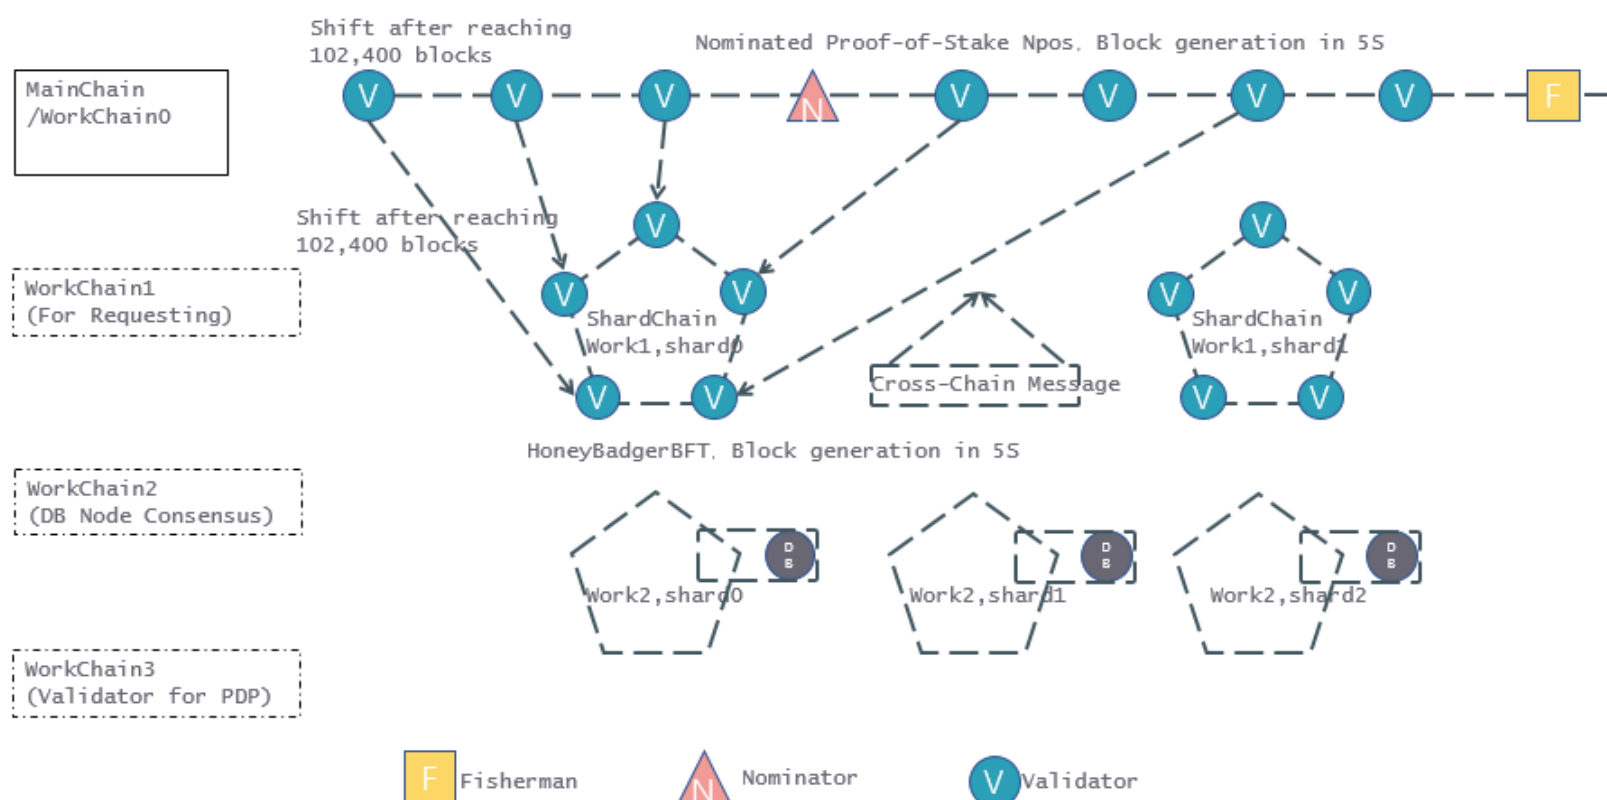 Shift after reaching
102,400 blocks
Nominated Proof-of-Stake Npos, Block generation in 5S
MainChain
/WorkChain0
V V V N V V V V F
Shift after reaching
102,400 blocks
V V
WorkChain1
(For Requesting)
V V V V
ShardChain
Work1,shard0
ShardChain
Work1,shard1
Cross-Chain Message
V V V V
HoneyBadgerBFT, Block generation in 5S
WorkChain2
(DB Node Consensus)
DB DB DB
Work2,shard0
Work2,shard1
Work2,shard2
WorkChain3
(Validator for PDP)
F Fisherman
N Nominator
V Validator